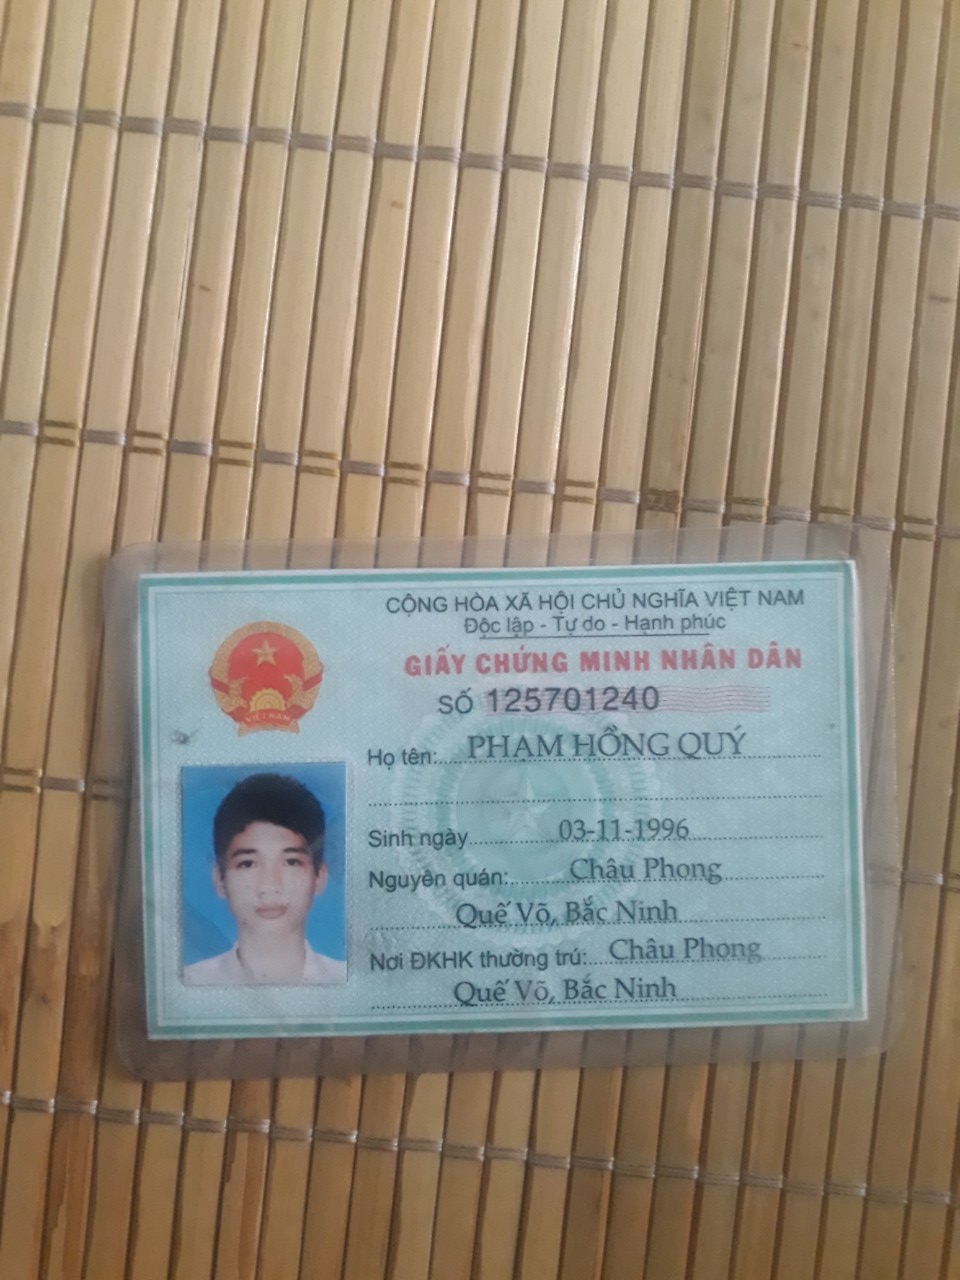 CỘNG HÒA XÃ HỘI CHỦ NGHĨA VIỆT NAM
Độc lập - Tự do - Hạnh phúc
GIẤY CHỨNG MINH NHÂN DÂN
SỐ 125701240
VIỆT NAM
Họ tên: PHẠM HỒNG QUÝ
Sinh ngày 03-11-1996
Nguyên quán: Châu Phong
Quế Võ, Bắc Ninh
Nơi ĐKHK thường trú: Châu Phong
Quế Võ, Bắc Ninh